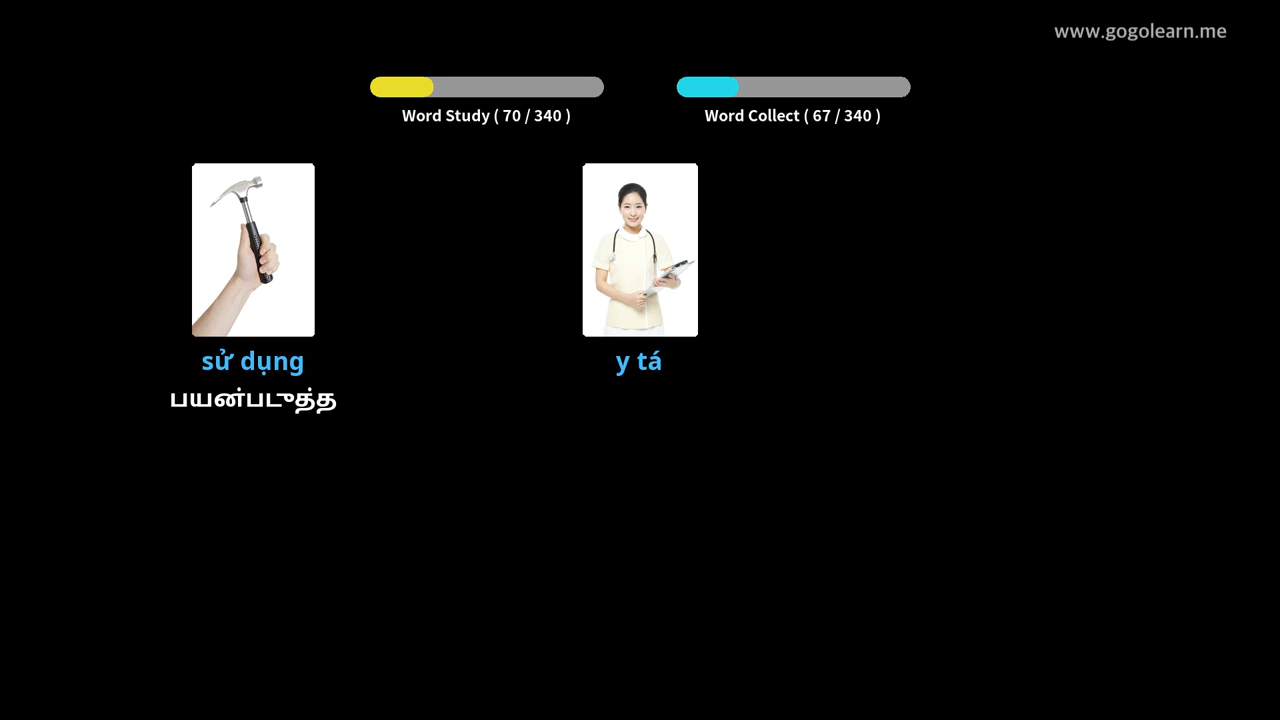 www.gogolearn.me
Word Study ( 70 / 340 )
Word Collect ( 67 / 340 )
sử dụng
பயன்படுத்த
y tá